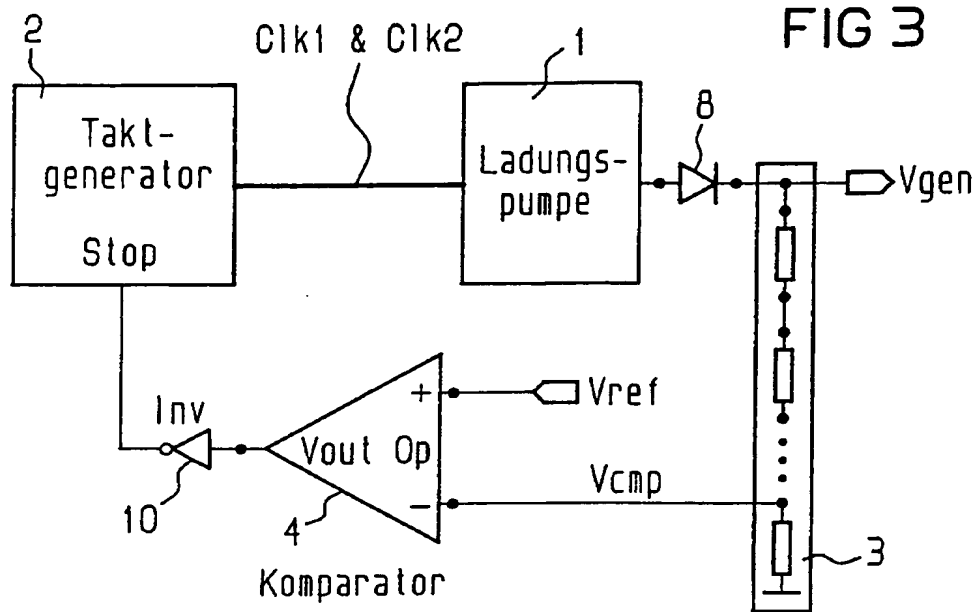 FIG 3
2
Clk1 & Clk2
1
8
Takt-
generator
Stop
Ladungs-
pumpe
Vgen
Inv
10
+
Vref
Vout Op
4
-
Vcmp
3
Komparator